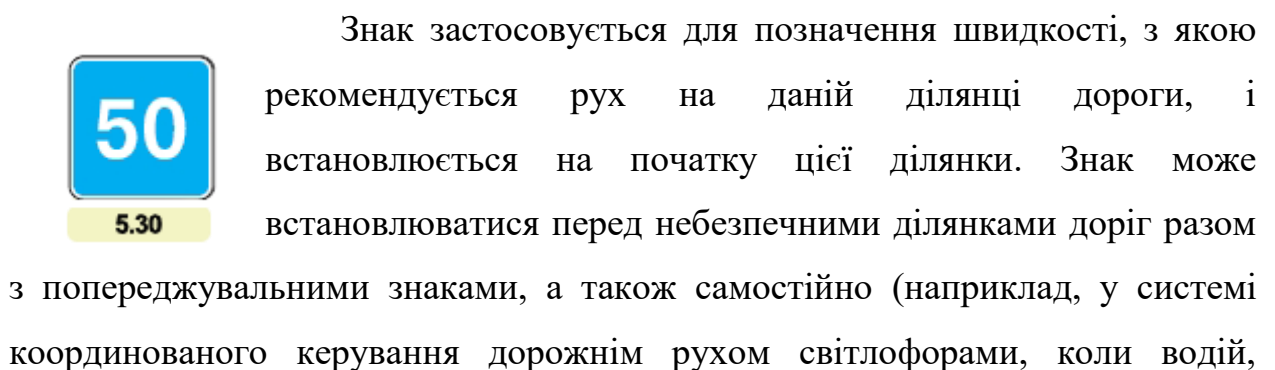 Знак застосовується для позначення швидкості, з якою
рекомендується рух на даній ділянці дороги, і
встановлюється на початку цієї ділянки. Знак може
встановлюватися перед небезпечними ділянками доріг разом
з попереджувальними знаками, а також самостійно (наприклад, у системі
координованого керування дорожнім рухом світлофорами, коли водій,
50
5.30